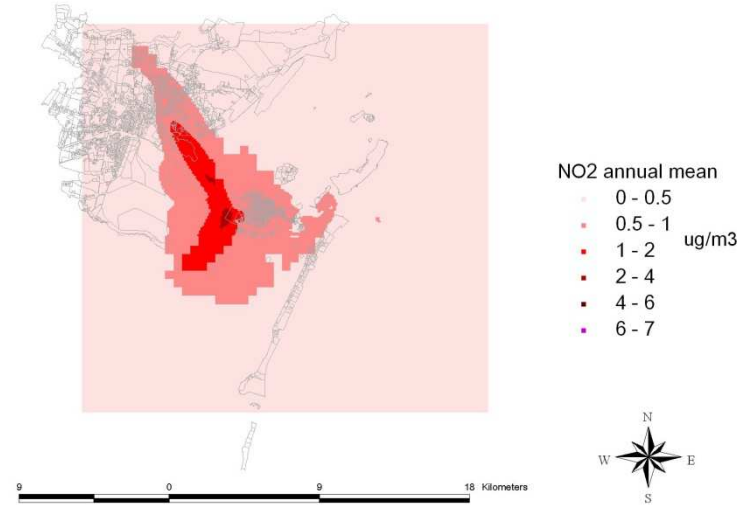 NO2 annual mean
0 - 0.5
0.5 - 1
ug/m3
1 - 2
2 - 4
4 - 6
6 - 7
N
W E
S
9 0 9 18 Kilometers